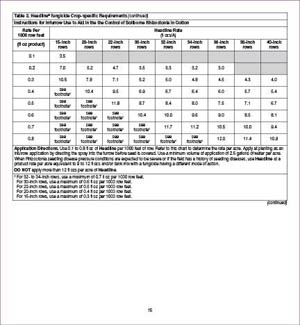 Table 2. Headline® fungicide Crop-specific Requirements (continued)
Instructions for Infurrow Use to Aid in the the Control of Soilborne Rhizoctonia in Cotton
Rate Per 1000 row feet (fl oz product)
Headline Rate (fl oz/A)
15-inch rows 20-inch rows 22-inch rows 30-inch rows 32-inch rows 34-inch rows 36-inch rows 38-inch rows 40-inch rows
0.1 3.5
0.2 7.0 5.2 4.7 3.5 3.3 3.2 3.0
0.3 10.5 7.8 7.1 5.2 5.0 4.8 4.5 4.3 4.0
0.4 see footnote* 10.4 9.5 6.9 6.7 6.4 6.0 5.7 5.4
0.5 see footnote* see footnote* 11.8 8.7 8.4 8.0 7.5 7.1 6.7
0.6 see footnote* see footnote* see footnote* 10.4 10.0 9.6 9.0 8.5 8.1
0.7 see footnote* see footnote* see footnote* see footnote* 11.7 11.2 10.5 10.0 9.4
0.8 see footnote* see footnote* see footnote* see footnote* see footnote* see footnote* 12.0 11.4 10.8
Application Directions. Use 0.1 to 0.8 fl oz of Headline per 1000 feet of row. Refer to this chart to determine the rate per acre. Apply at planting as an
infurrow application by directing the spray into the furrow before seed is covered. Use a minimum volume of application of 2.5 gallons of water per acre.
When Rhizoctonia seedling disease pressure conditions are expected to be severe or if the field has a history of seedling disease, use Headline at a
product rate per acre equivalent to 9 to 12 fl oz/A and/or tank mix with a fungicide having a different mode of action.
DO NOT apply more than 12 fl oz per acre of Headline.
* For 32- to 34-inch rows, use a maximum of 0.7 fl oz per 1000 row feet.
For 30-inch rows, use a maximum of 0.6 fl oz per 1000 row feet.
For 22-inch rows, use a maximum of 0.5 fl oz per 1000 row feet.
For 20-inch rows, use a maximum of 0.4 fl oz per 1000 row feet.
For 15-inch rows, use a maximum of 0.3 fl oz per 1000 row feet.
(continued)